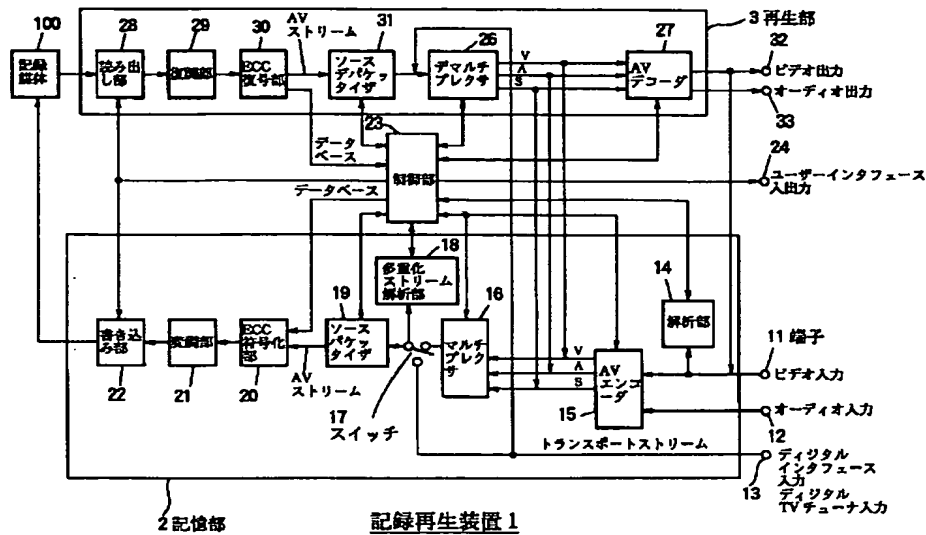 100
記録
媒体
28
読み出
し部
29
復調部
30
ECC
復号部
AV
ストリーム
31
ソース
デパケッ
タイザ
26
デマルチ
プレクサ
V
A
S
27
AV
デコーダ
3 再生部
32
ビデオ出力
オーディオ出力
33
23
制御部
データ
ベース
データベース
24
ユーザーインタフェース
入出力
18
多重化
ストリーム
解析部
14
解析部
書き込
み部
22
変調部
21
ECC
符号化
部
20
AV
ストリーム
19
ソース
パケッ
タイザ
17
スイッチ
16
マルチ
プレク
サ
V
A
S
AV
エンコ
ーダ
15
11 端子
ビデオ入力
オーディオ入力
12
トランスポートストリーム
13
ディジタル
インタフェース
入力
ディジタル
TVチューナ入力
2 記憶部
記録再生装置1